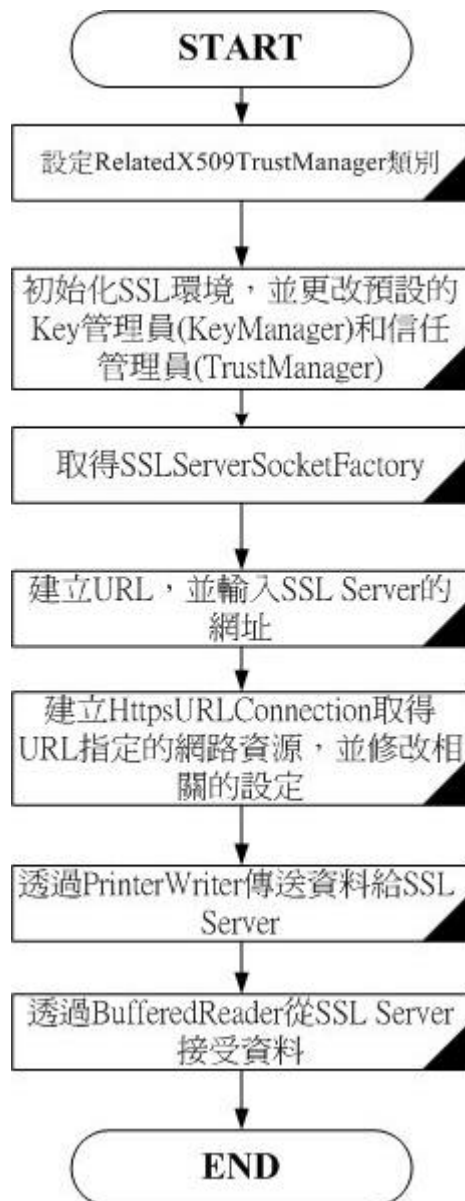 START
設定RelatedX509TrustManager類別
初始化SSL環境，並更改預設的
Key管理員(KeyManager)和信任
管理員(TrustManager)
取得SSLServerSocketFactory
建立URL，並輸入SSL Server的
網址
建立HttpsURLConnection取得
URL指定的網路資源，並修改相
關的設定
透過PrinterWriter傳送資料給SSL
Server
透過BufferedReader從SSL Server
接受資料
END